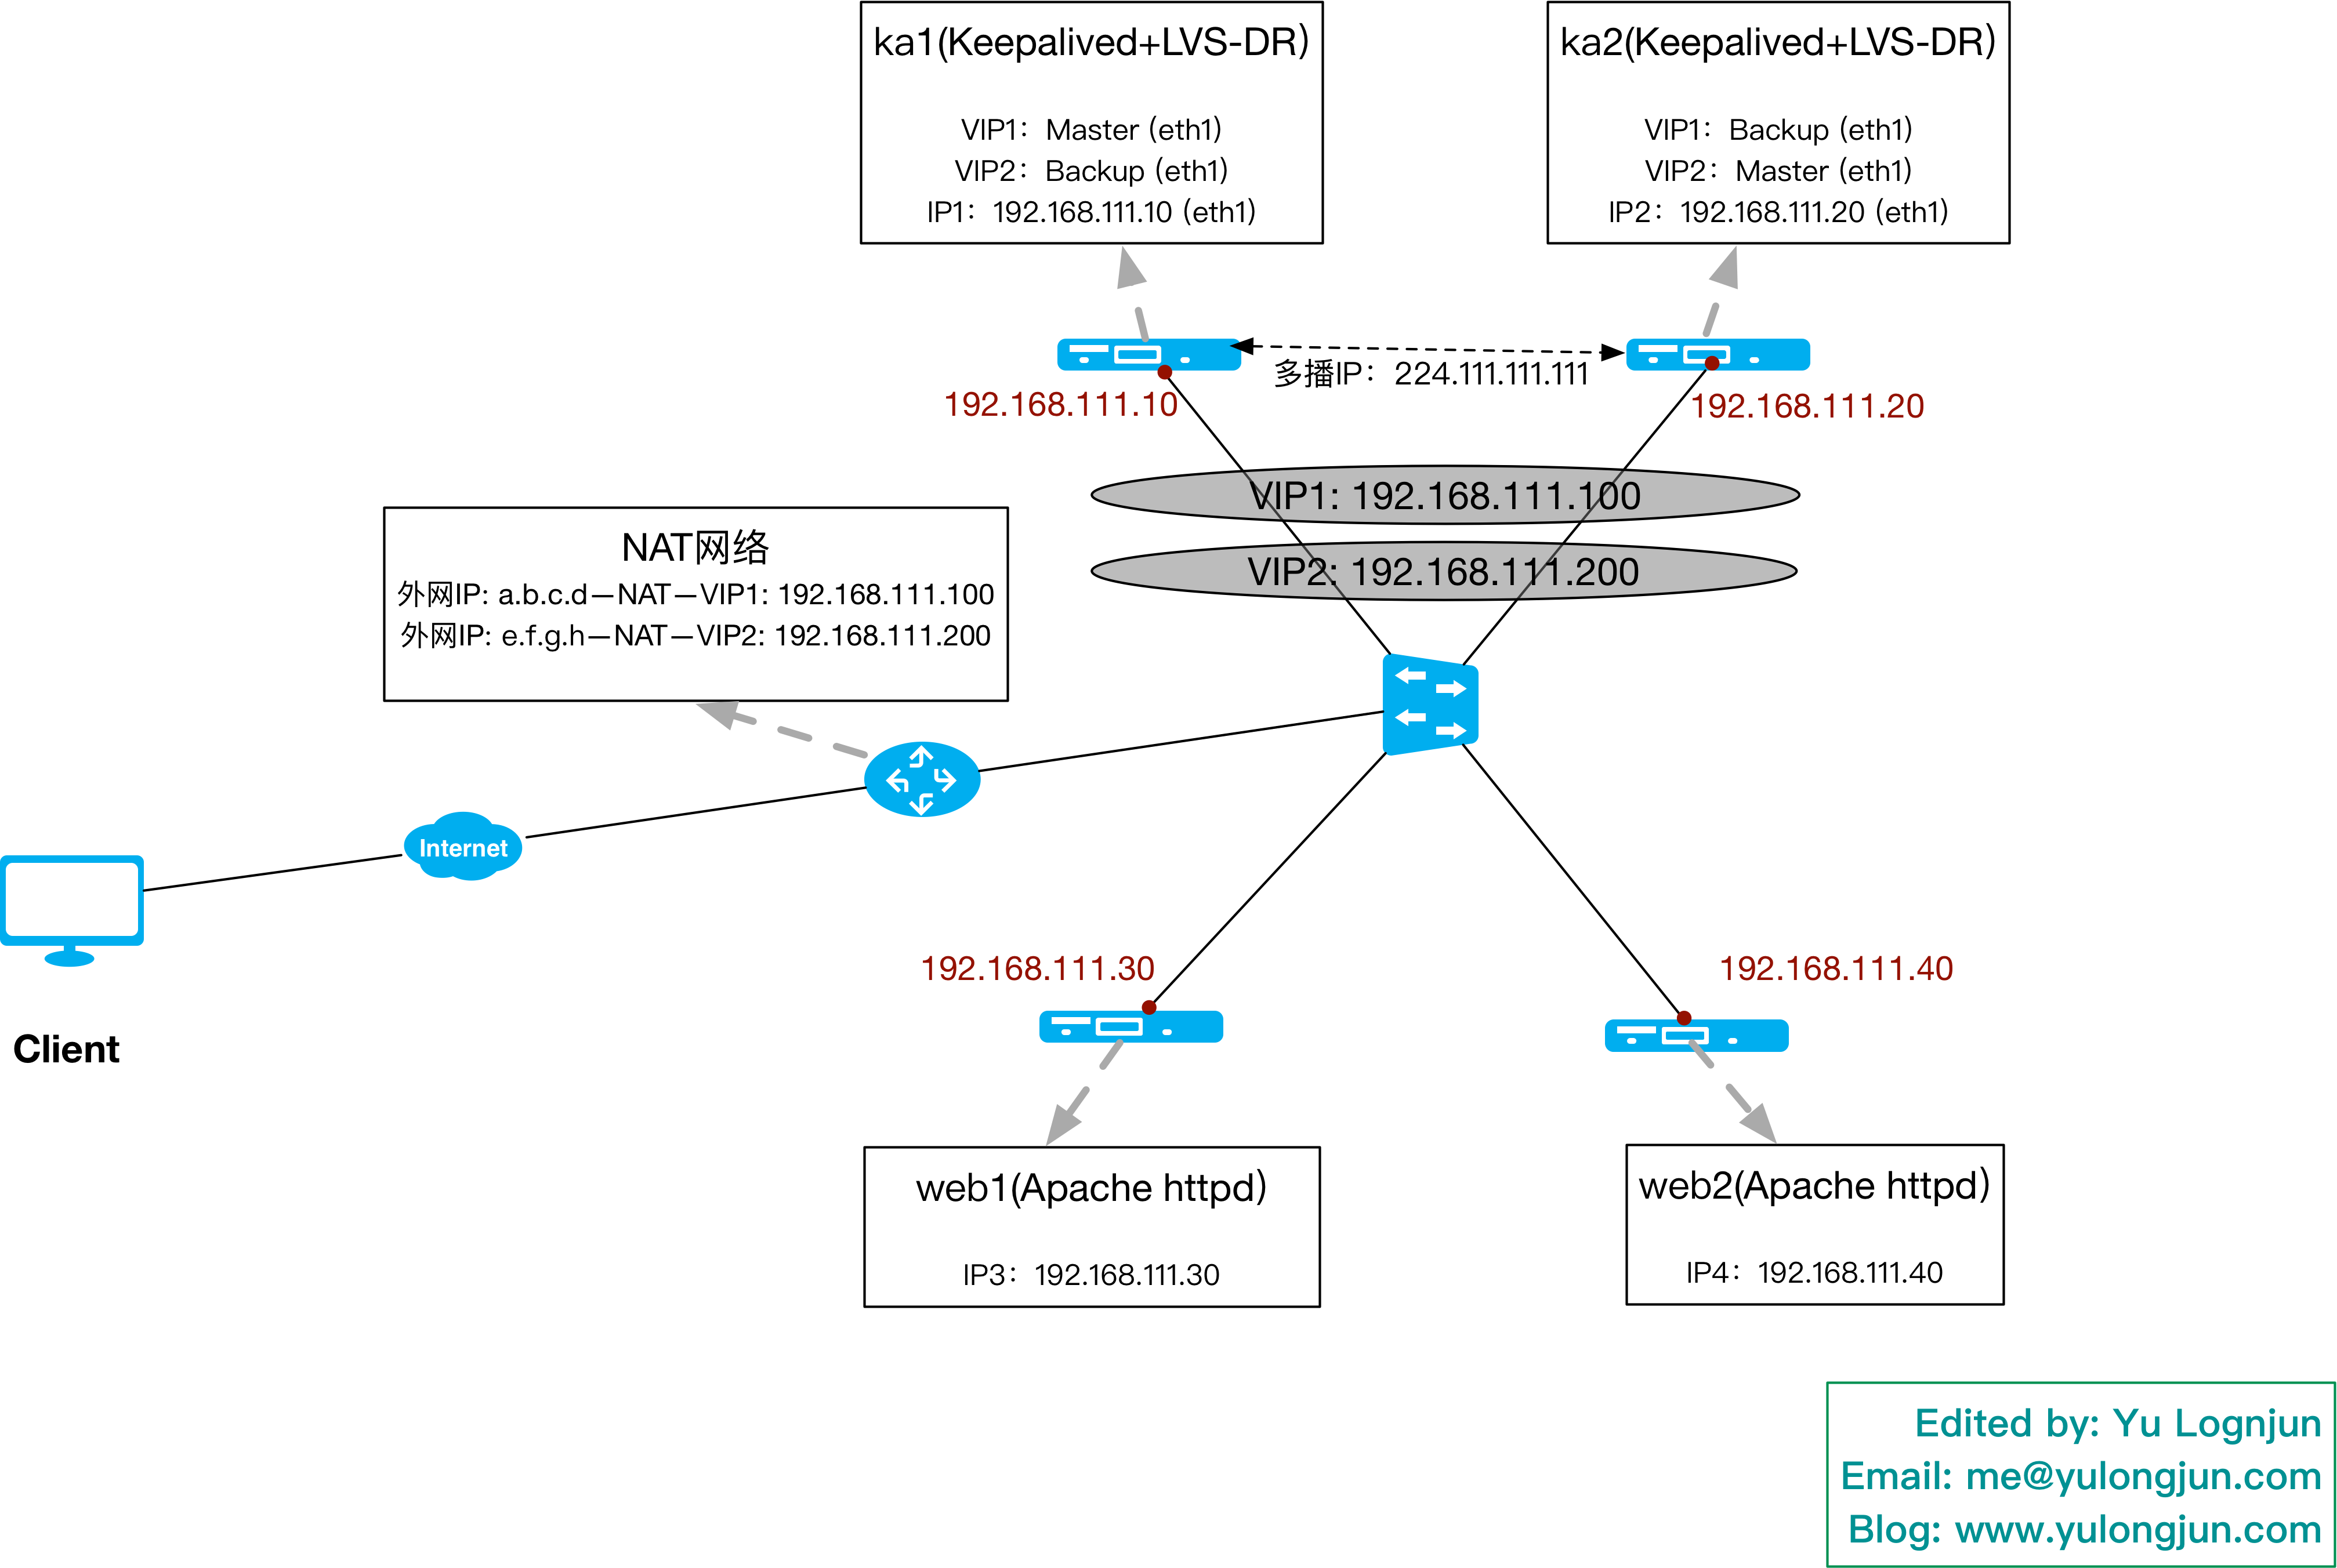 ka1(Keepalived+LVS-DR)
VIP1：Master (eth1)
VIP2：Backup (eth1)
IP1：192.168.111.10 (eth1)
ka2(Keepalived+LVS-DR)
VIP1：Backup (eth1)
VIP2：Master (eth1)
IP2：192.168.111.20 (eth1)
多播IP：224.111.111.111
192.168.111.10
192.168.111.20
VIP1: 192.168.111.100
VIP2: 192.168.111.200
NAT网络
外网IP: a.b.c.d—NAT—VIP1: 192.168.111.100
外网IP: e.f.g.h—NAT—VIP2: 192.168.111.200
Internet
Client
192.168.111.30
192.168.111.40
web1(Apache httpd)
IP3：192.168.111.30
web2(Apache httpd)
IP4：192.168.111.40
Edited by: Yu Lognjun
Email: me@yulongjun.com
Blog: www.yulongjun.com